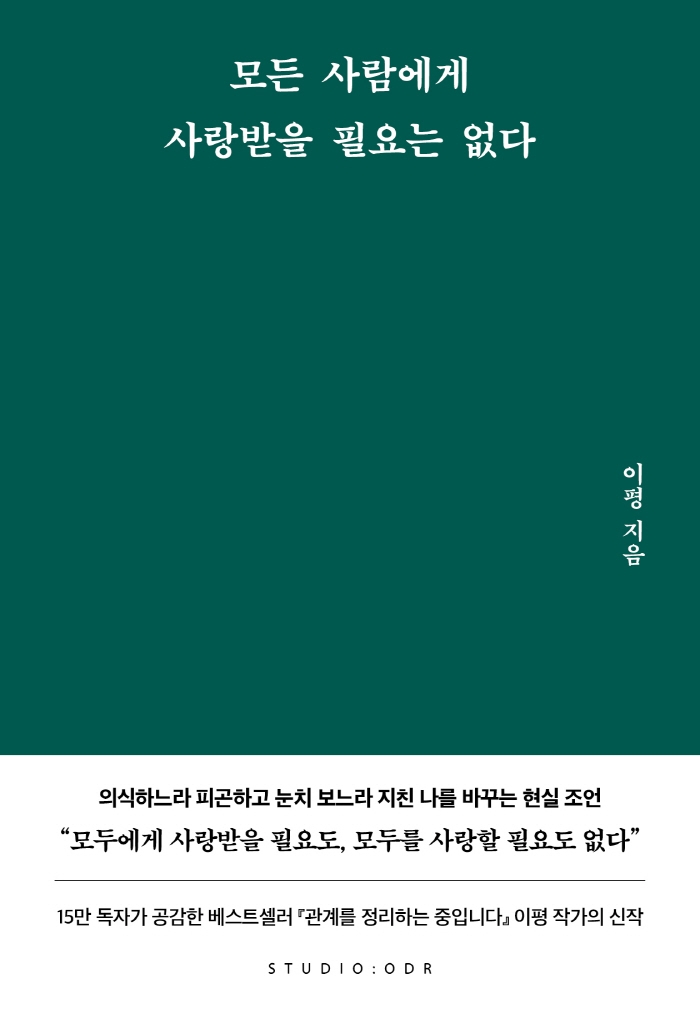 모든 사람에게
사랑받을 필요는 없다
이평 지음
의식하느라 피곤하고 눈치 보느라 지친 나를 바꾸는 현실 조언
“모두에게 사랑받을 필요도, 모두를 사랑할 필요도 없다”
15만 독자가 공감한 베스트셀러 『관계를 정리하는 중입니다』 이평 작가의 신작
STUDIO:ODR